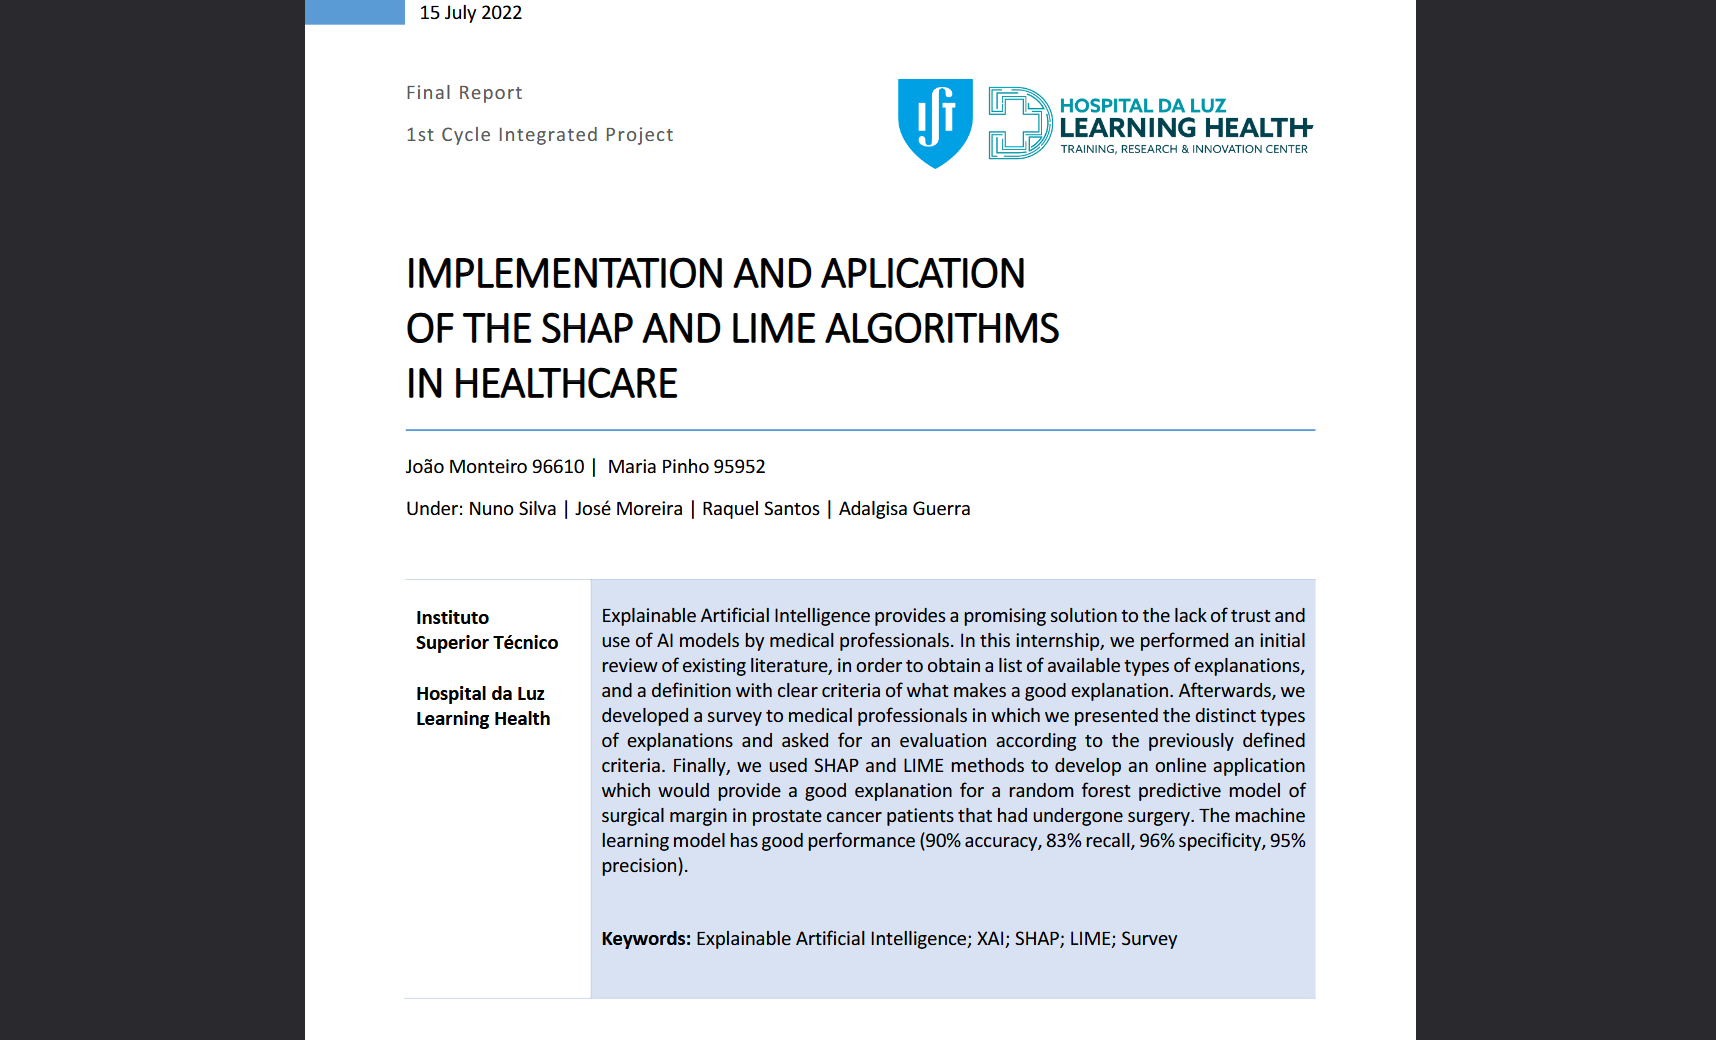 15 July 2022
Final Report
1st Cycle Integrated Project
IST
HOSPITAL DA LUZ
LEARNING HEALTH
TRAINING, RESEARCH & INNOVATION CENTER
IMPLEMENTATION AND APLICATION
OF THE SHAP AND LIME ALGORITHMS
IN HEALTHCARE
João Monteiro 96610 | Maria Pinho 95952
Under: Nuno Silva | José Moreira | Raquel Santos | Adalgisa Guerra
Instituto
Superior Técnico
Hospital da Luz
Learning Health
Explainable Artificial Intelligence provides a promising solution to the lack of trust and
use of AI models by medical professionals. In this internship, we performed an initial
review of existing literature, in order to obtain a list of available types of explanations,
and a definition with clear criteria of what makes a good explanation. Afterwards, we
developed a survey to medical professionals in which we presented the distinct types
of explanations and asked for an evaluation according to the previously defined
criteria. Finally, we used SHAP and LIME methods to develop an online application
which would provide a good explanation for a random forest predictive model of
surgical margin in prostate cancer patients that had undergone surgery. The machine
learning model has good performance (90% accuracy, 83% recall, 96% specificity, 95%
precision).
Keywords: Explainable Artificial Intelligence; XAI; SHAP; LIME; Survey